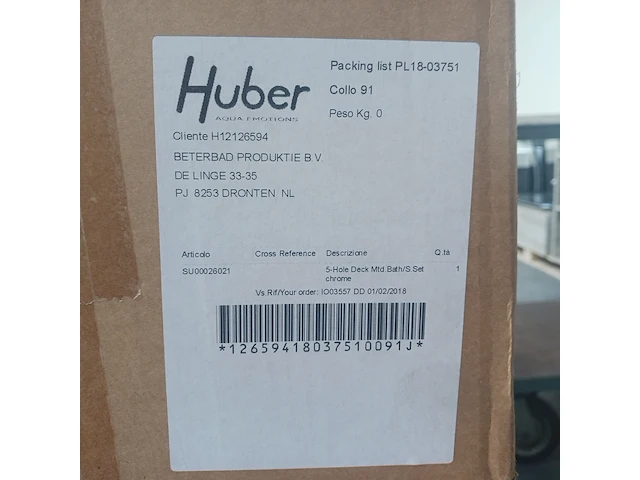 Huber
AQUA EMOTIONS
Packing list PL18-03751
Collo 91
Peso Kg. 0
Cliente H12126594
BETERBAD PRODUKTIE B.V.
DE LINGE 33-35
PJ 8253 DRONTEN NL
Articolo Cross Reference Descrizione Q.tà
SU00026021 5-Hole Deck Mtd.Bath/S.Set 1
chrome
Vs.Rif/Your order: IO03557 DD 01/02/2018
*12659418037510091J*